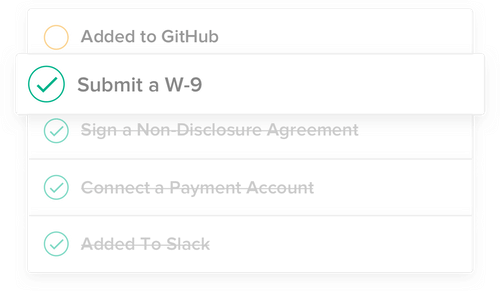 Added to GitHub
Submit a W-9
Sign a Non-Disclosure Agreement
Connect a Payment Account
Added To Slack